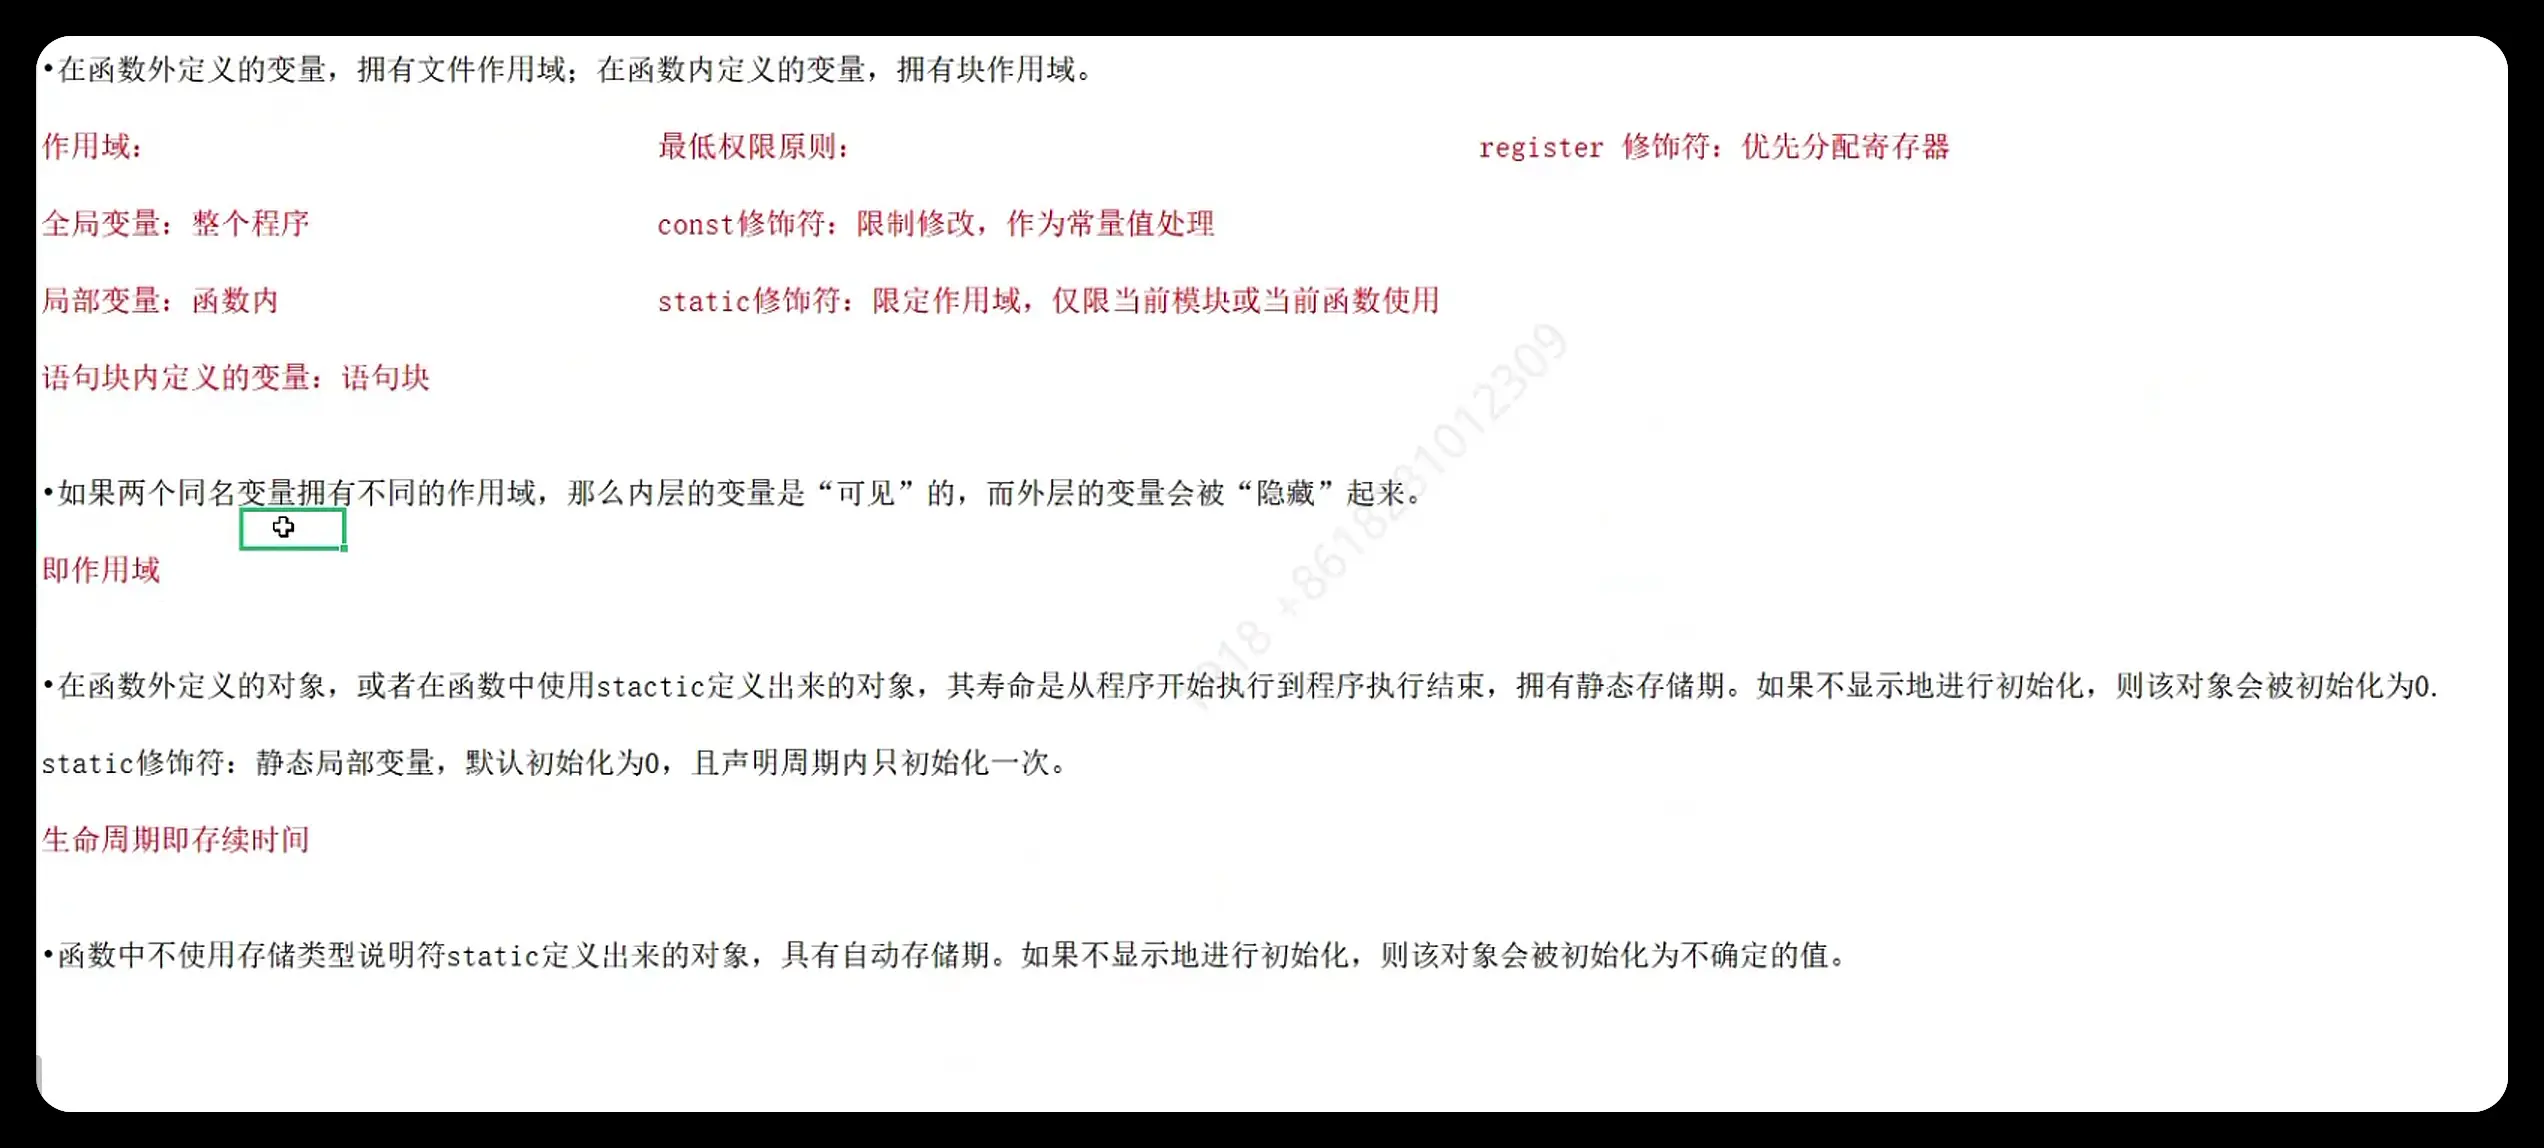 •在函数外定义的变量，拥有文件作用域；在函数内定义的变量，拥有块作用域。
作用域： 最低权限原则： register 修饰符：优先分配寄存器
全局变量：整个程序 const修饰符：限制修改，作为常量值处理
局部变量：函数内 static修饰符：限定作用域，仅限当前模块或当前函数使用
语句块内定义的变量：语句块
•如果两个同名变量拥有不同的作用域，那么内层的变量是“可见”的，而外层的变量会被“隐藏”起来。
即作用域
•在函数外定义的对象，或者在函数中使用stactic定义出来的对象，其寿命是从程序开始执行到程序执行结束，拥有静态存储期。如果不显示地进行初始化，则该对象会被初始化为0.
static修饰符：静态局部变量，默认初始化为0，且声明周期内只初始化一次。
生命周期即存续时间
•函数中不使用存储类型说明符static定义出来的对象，具有自动存储期。如果不显示地进行初始化，则该对象会被初始化为不确定的值。